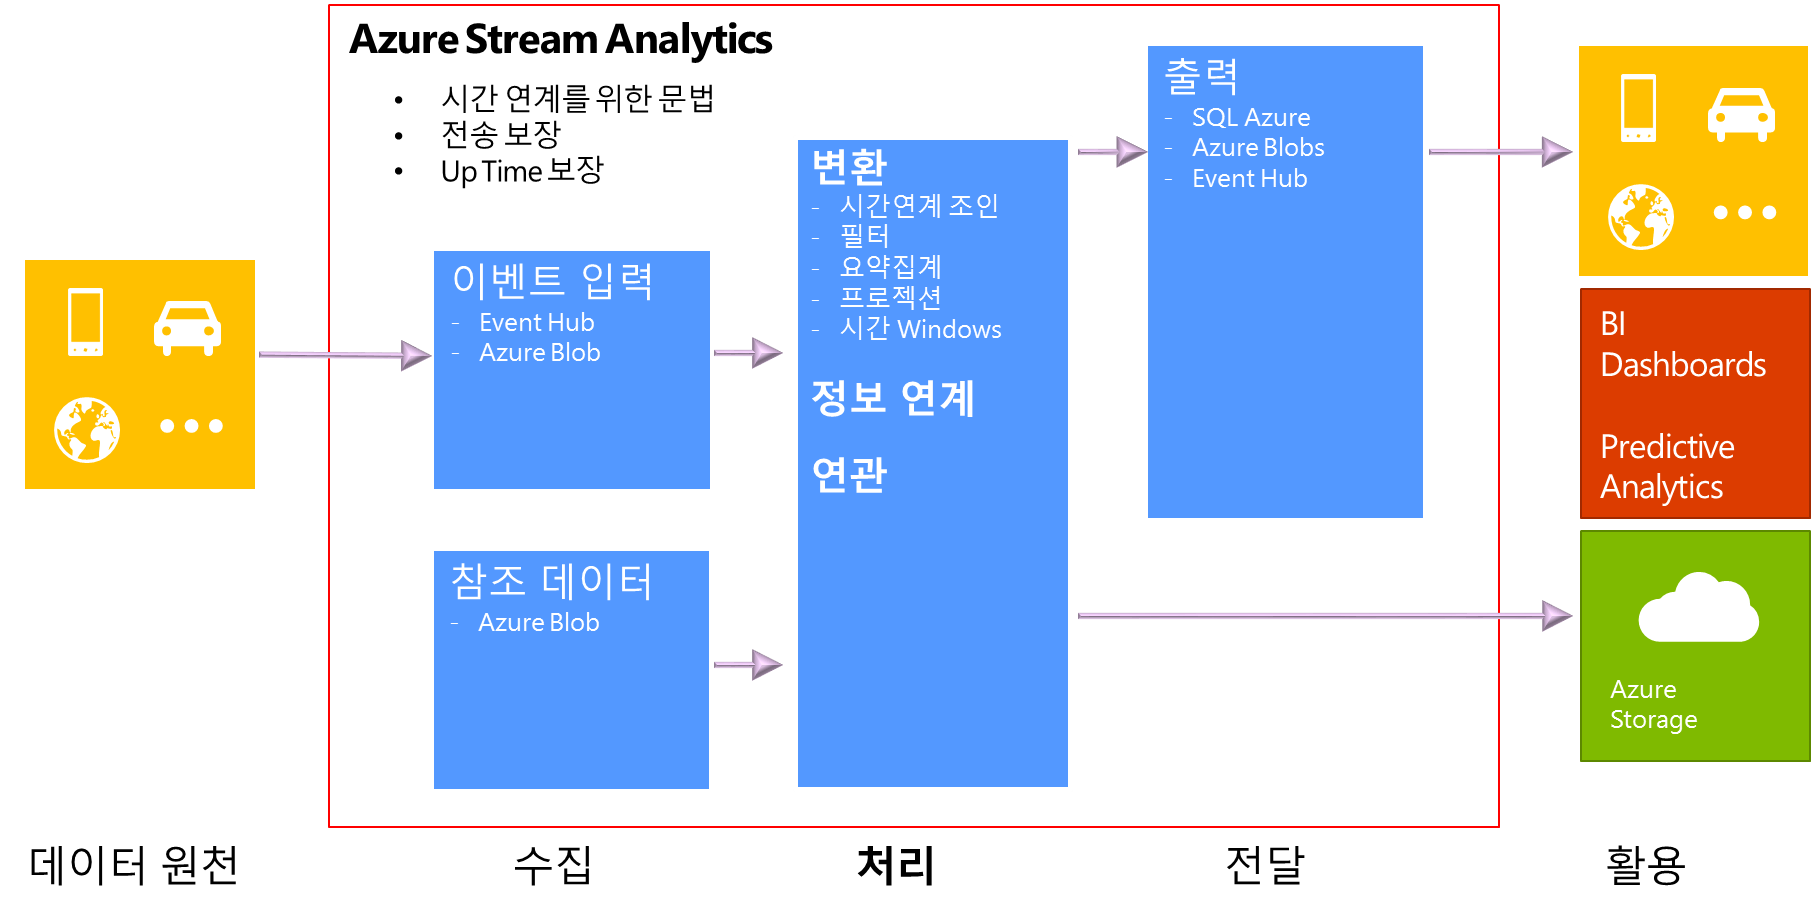 Azure Stream Analytics
• 시간 연계를 위한 문법
• 전송 보장
• Up Time 보장
이벤트 입력
- Event Hub
- Azure Blob
참조 데이터
- Azure Blob
변환
- 시간연계 조인
- 필터
- 요약집계
- 프로젝션
- 시간 Windows
정보 연계
연관
출력
- SQL Azure
- Azure Blobs
- Event Hub
BI
Dashboards
Predictive
Analytics
Azure
Storage
데이터 원천
수집
처리
전달
활용